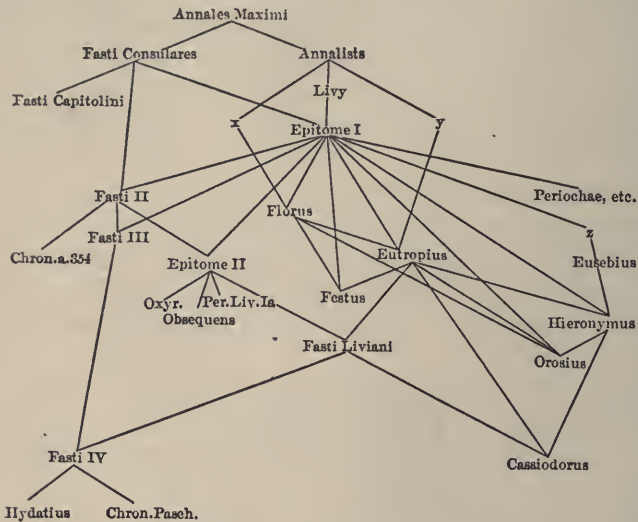 Annales Maximi
Fasti Consulares
Annalists
Livy
Fasti Capitolini
x
y
Epitome I
Fasti II
Periochae, etc.
Florus
z
Fasti III
Chron.a.354
Eutropius
Epitome II
Eusebius
Festus
Oxyr.
Per.Liv.Ia
Obsequens
Hieronymus
Fasti Liviani
Orosius
Fasti IV
Cassiodorus
Hydatius
Chron.Pasch.